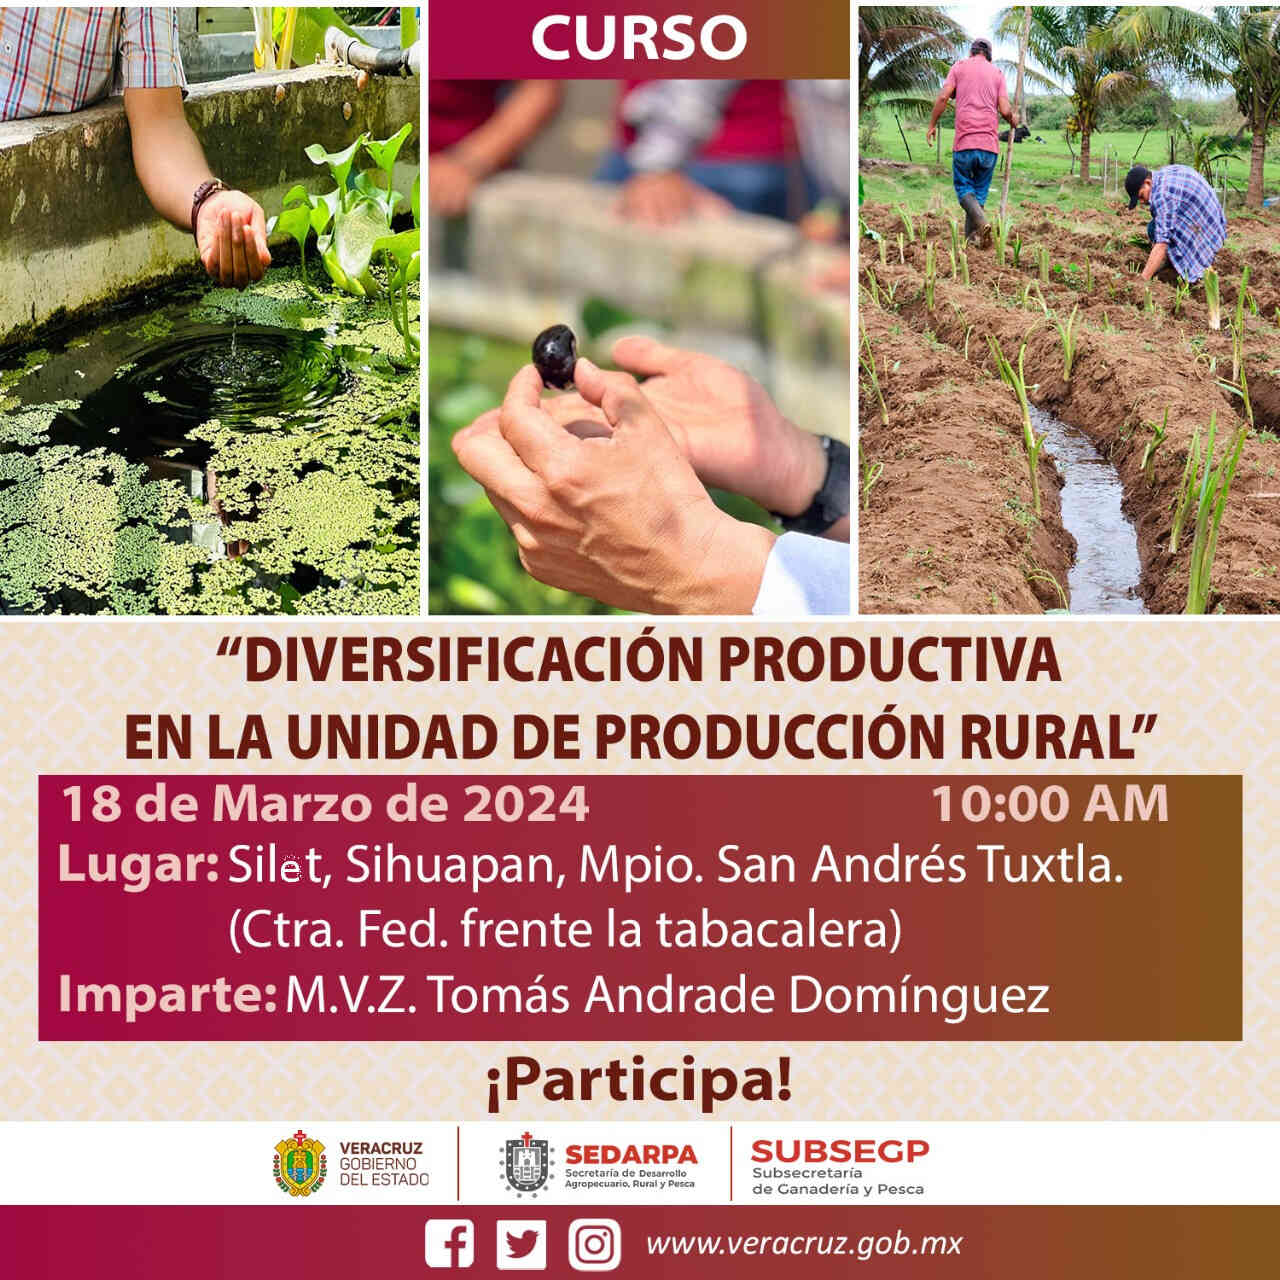 CURSO
“DIVERSIFICACIÓN PRODUCTIVA
EN LA UNIDAD DE PRODUCCIÓN RURAL”
18 de Marzo de 2024 10:00 AM
Lugar: Silet, Sihuapan, Mpio. San Andrés Tuxtla.
(Ctra. Fed. frente la tabacalera)
Imparte: M.V.Z. Tomás Andrade Domínguez
¡Participa!
VERACRUZ
GOBIERNO
DEL ESTADO
SEDARPA
Secretaría de Desarrollo
Agropecuario, Rural y Pesca
SUBSEGP
Subsecretaría
de Ganadería y Pesca
www.veracruz.gob.mx